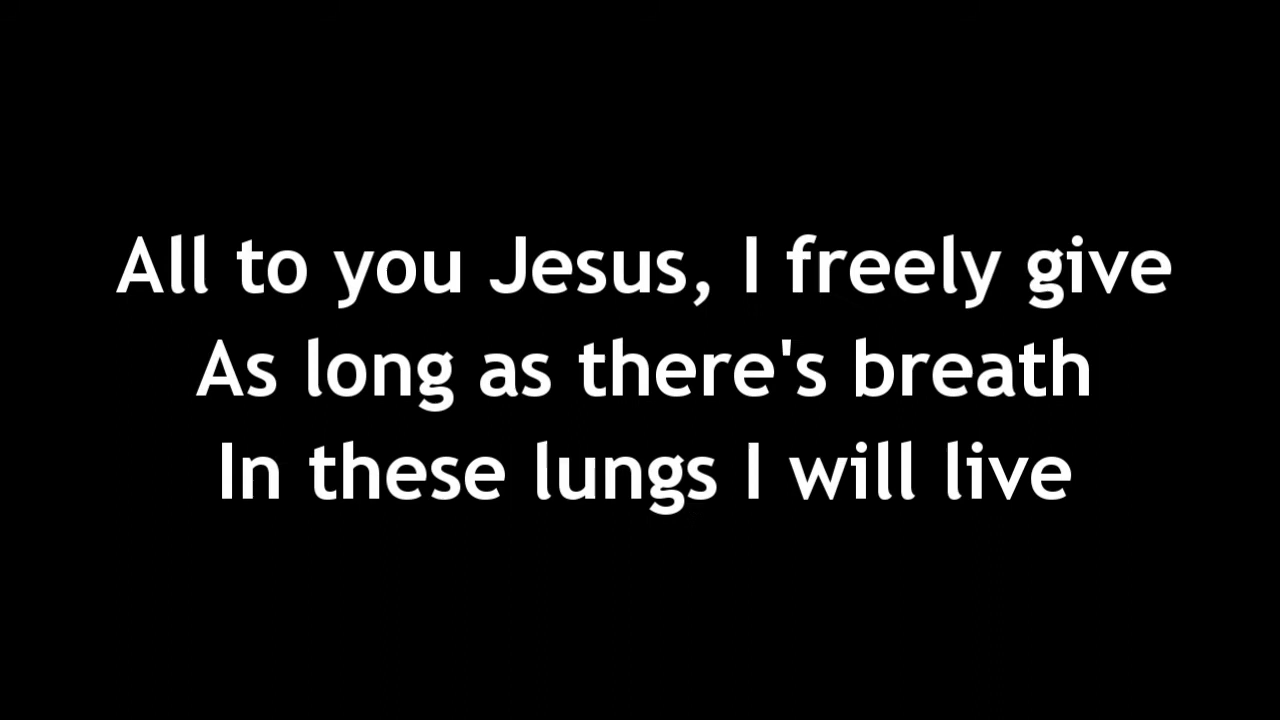 All to you Jesus, I freely give
As long as there's breath
In these lungs I will live